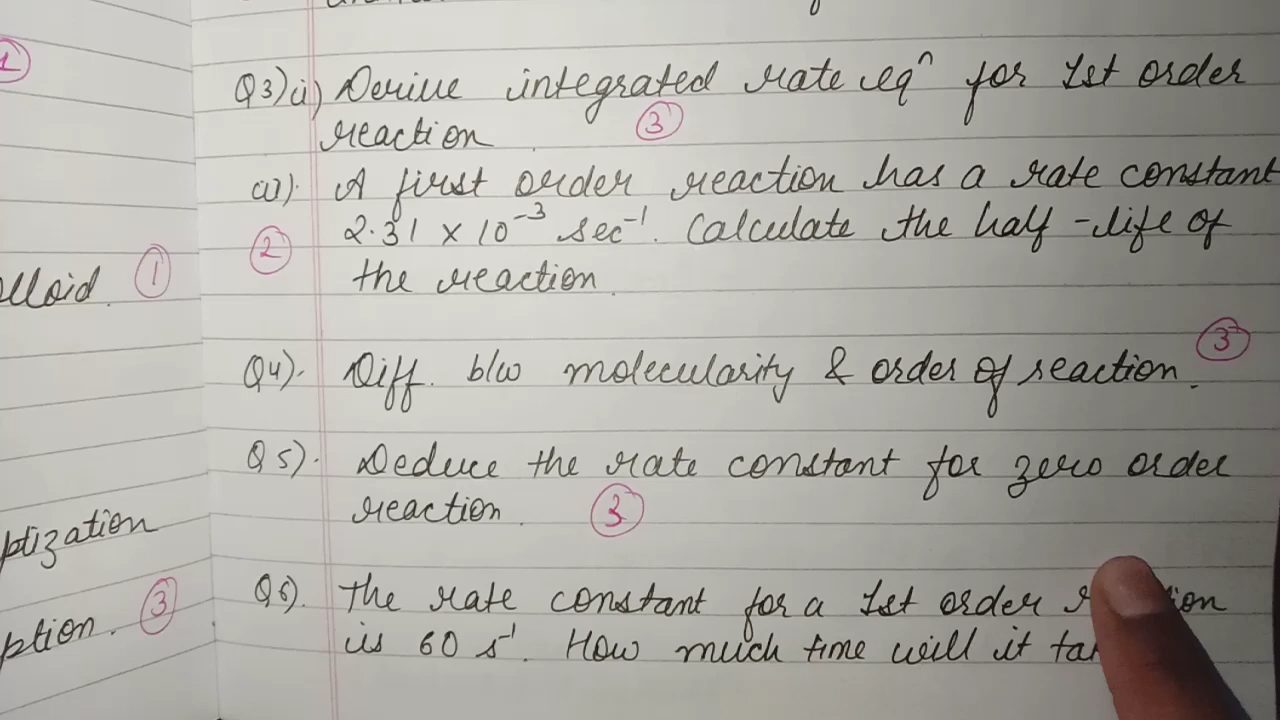 1
lloid. 1
ptization
ption. 3
Q3)i) Derive integrated rate eqn for 1st order
reaction. 3
(ii). A first order reaction has a rate constant
2.31 x 10-3 sec-1. Calculate the half-life of
2 the reaction.
Q4). Diff. b/w molecularity & order of reaction. 3
Q5). Deduce the rate constant for zero order
reaction. 3
Q6). The rate constant for a 1st order
is 60 s-1. How much time will it